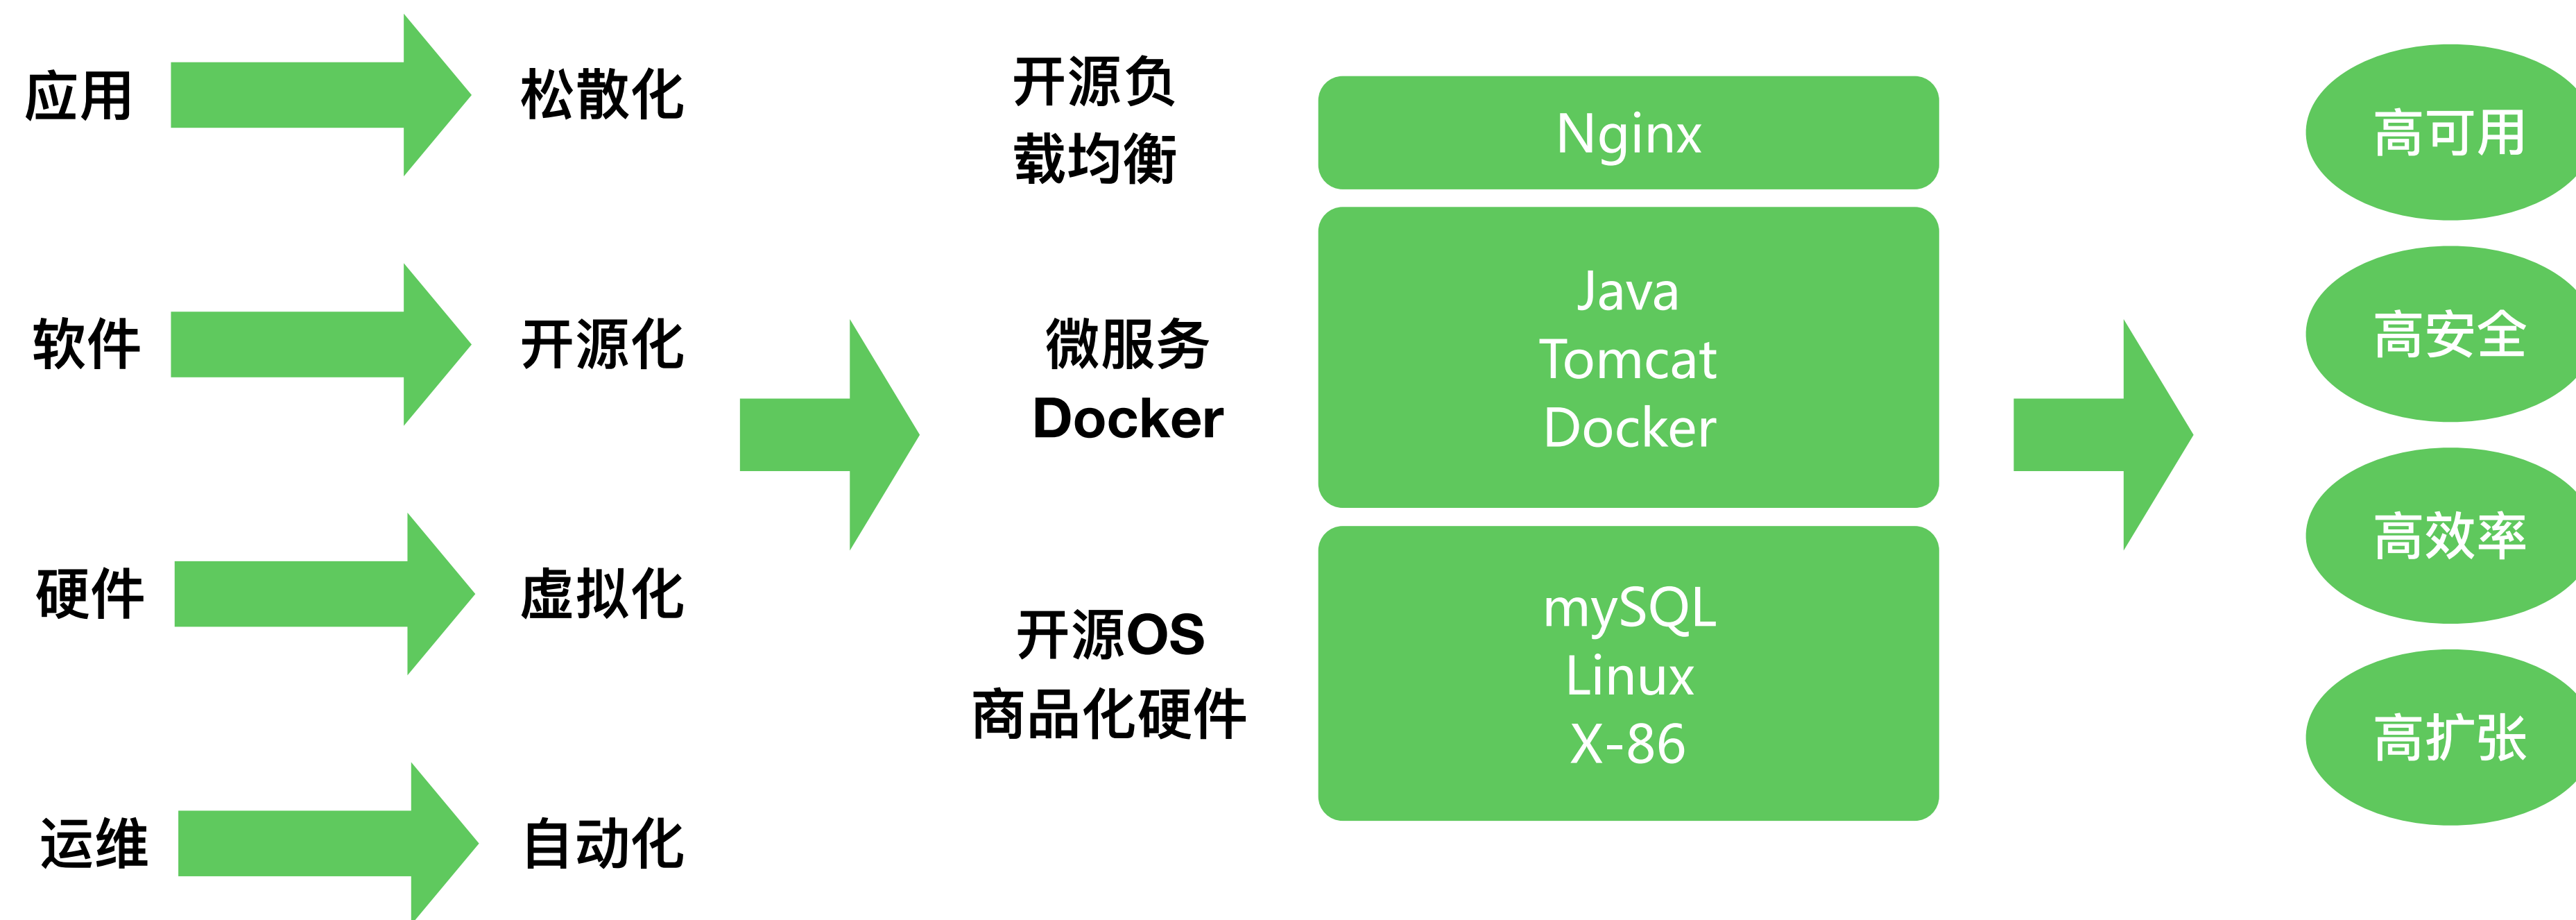 应用
松散化
软件
开源化
硬件
虚拟化
运维
自动化
开源负
载均衡
微服务
Docker
开源OS
商品化硬件
Nginx
Java
Tomcat
Docker
mySQL
Linux
X-86
高可用
高安全
高效率
高扩张